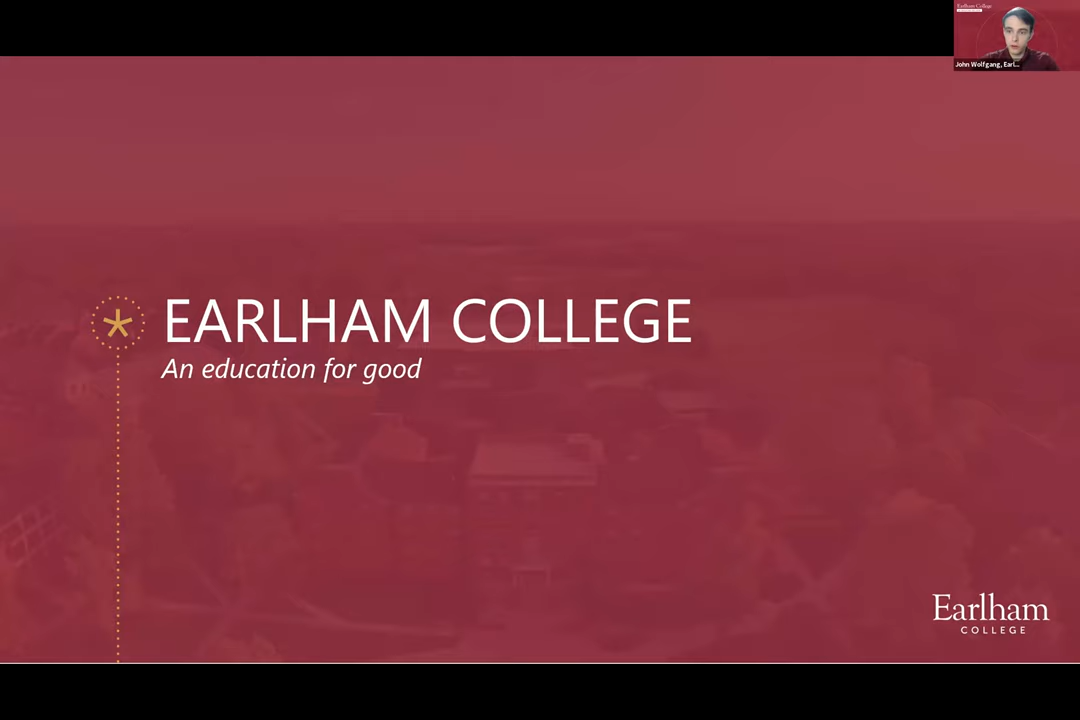 Earlham College
John Wolfgang, Earl...
EARLHAM COLLEGE
An education for good
Earlham
COLLEGE